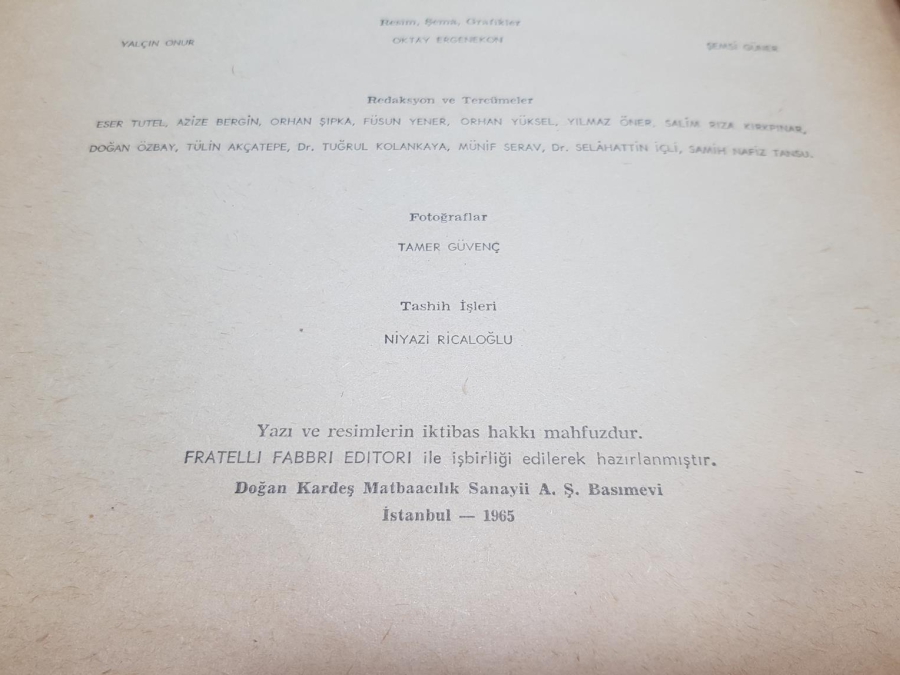 Resim, Şema, Grafikler
YALÇIN ONUR OKTAY ERGENEKON ŞEMSİ GÜNER
Redaksyon ve Tercümeler
ESER TUTEL, AZİZE BERGİN, ORHAN ŞIPKA, FÜSUN YENER, ORHAN YÜKSEL, YILMAZ ÖNER, SALİM RIZA KIRKPINAR,
DOĞAN ÖZBAY, TÜLİN AKÇATEPE, Dr. TUĞRUL KOLANKAYA, MÜNİF SERAV, Dr. SELÂHATTİN İÇLİ, SAMİH NAFİZ TANSU.
Fotoğraflar
TAMER GÜVENÇ
Tashih İşleri
NİYAZİ RİCALOĞLU
Yazı ve resimlerin iktibas hakkı mahfuzdur.
FRATELLI FABBRI EDITORI ile işbirliği edilerek hazırlanmıştır.
Doğan Kardeş Matbaacılık Sanayii A. Ş. Basımevi
İstanbul — 1965